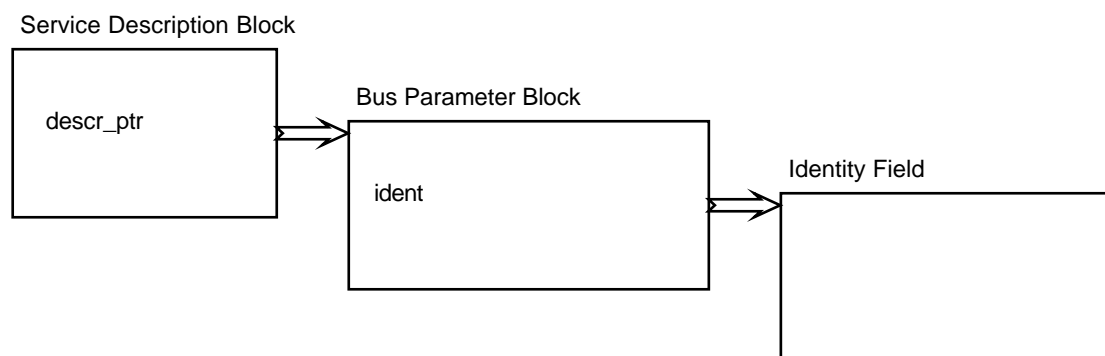 Service Description Block
descr_ptr
Bus Parameter Block
ident
Identity Field